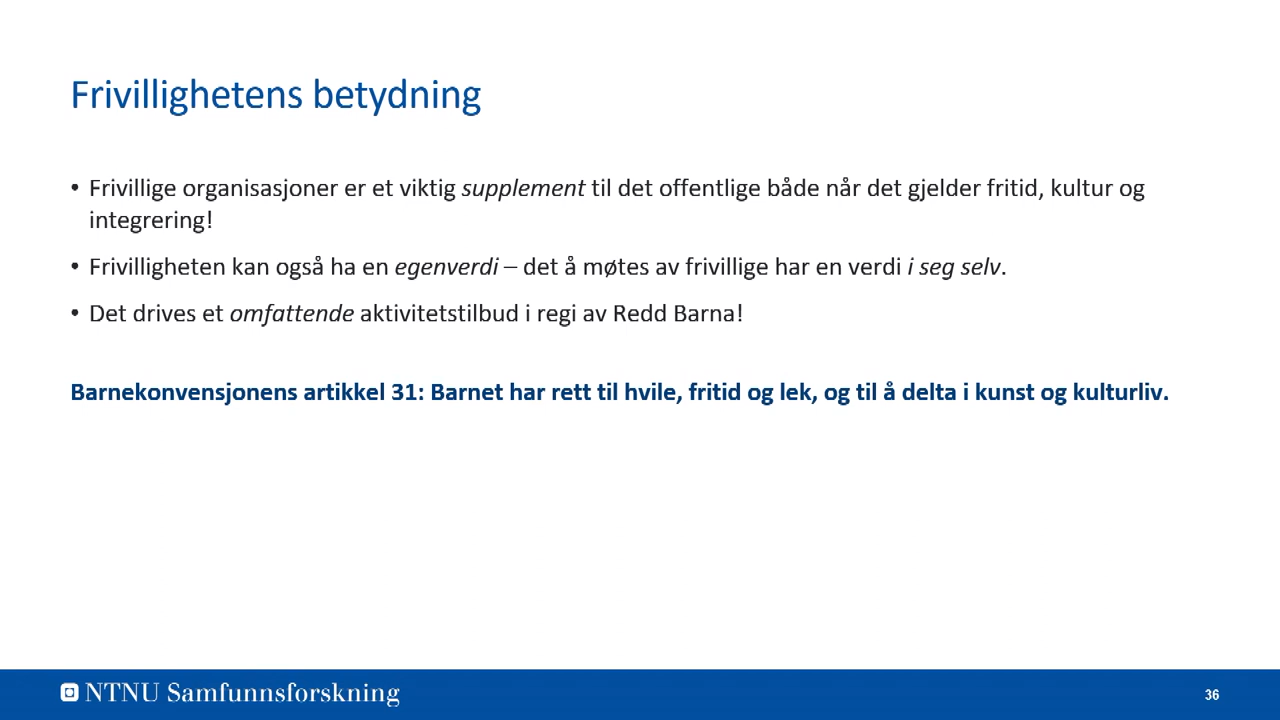 Frivillighetens betydning
• Frivillige organisasjoner er et viktig supplement til det offentlige både når det gjelder fritid, kultur og
integrering!
• Frivilligheten kan også ha en egenverdi – det å møtes av frivillige har en verdi i seg selv.
• Det drives et omfattende aktivitetstilbud i regi av Redd Barna!
Barnekonvensjonens artikkel 31: Barnet har rett til hvile, fritid og lek, og til å delta i kunst og kulturliv.
NTNU Samfunnsforskning
36